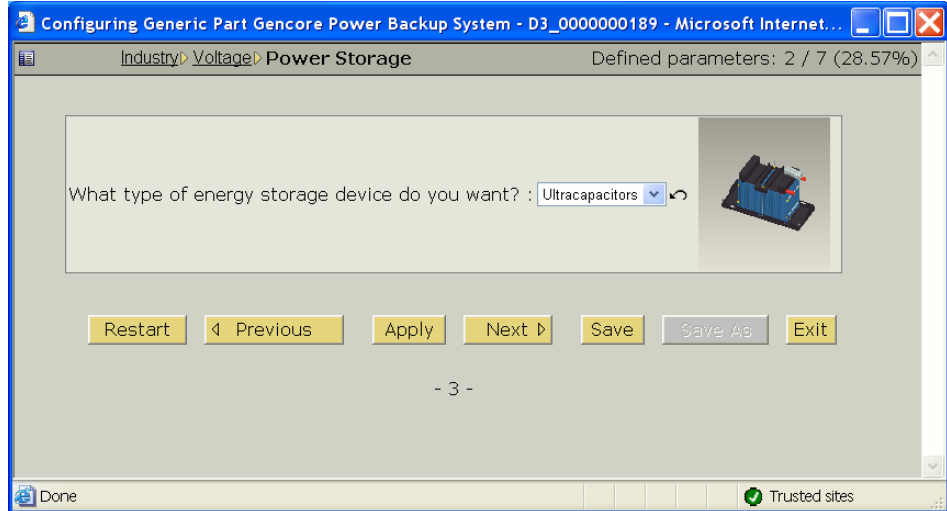 Configuring Generic Part Gencore Power Backup System - D3_0000000189 - Microsoft Internet...
Industry Voltage Power Storage Defined parameters: 2 / 7 (28.57%)
What type of energy storage device do you want? : Ultracapacitors
Restart Previous Apply Next Save Save As Exit
- 3 -
Done Trusted sites